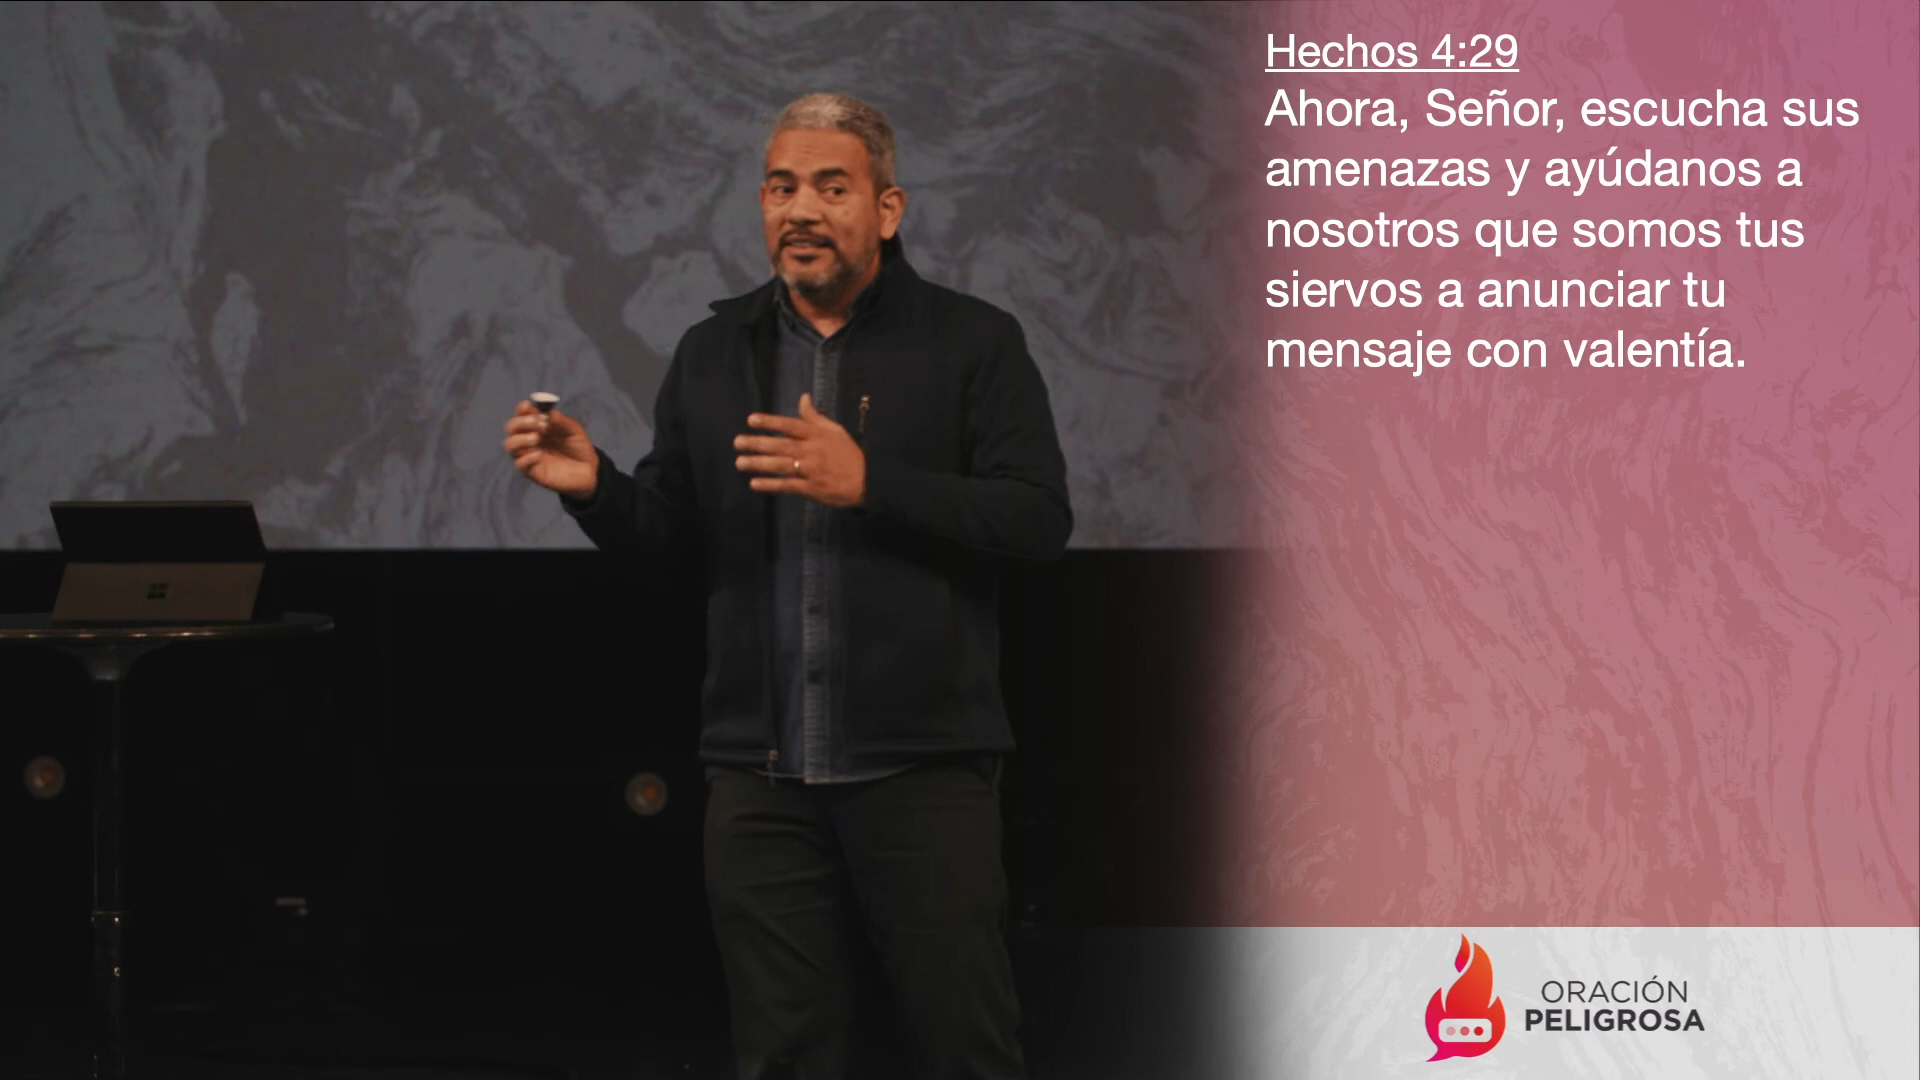 Hechos 4:29
Ahora, Señor, escucha sus
amenazas y ayúdanos a
nosotros que somos tus
siervos a anunciar tu
mensaje con valentía.
ORACIÓN
PELIGROSA